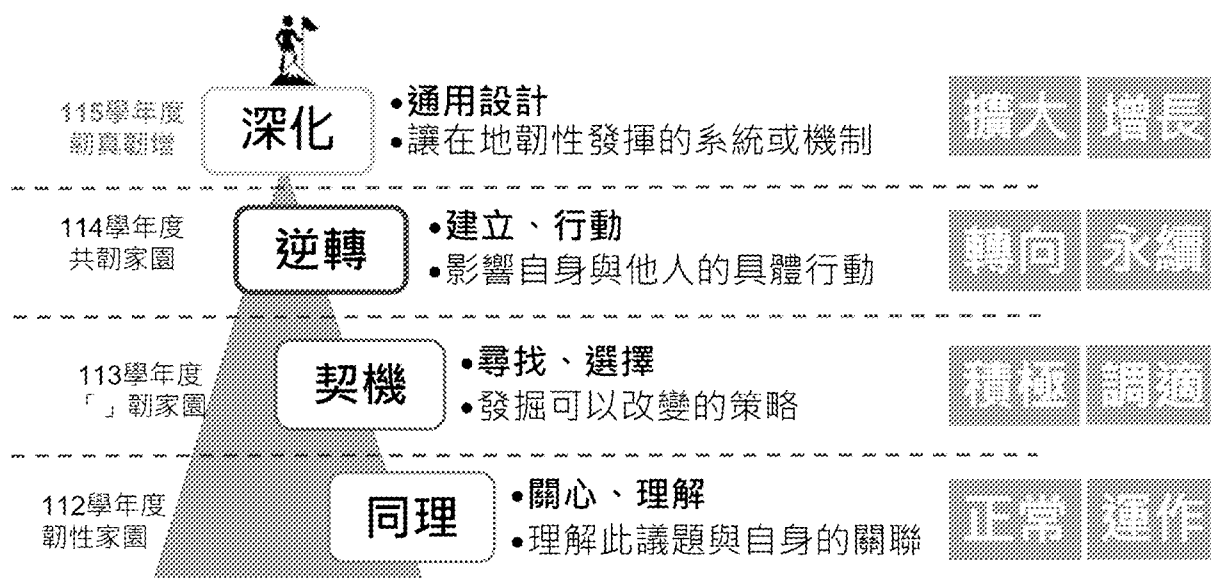 115學年度
韌真韌增
深化
•通用設計
•讓在地韌性發揮的系統或機制
擴大 增長
114學年度
共韌家園
逆轉
•建立、行動
•影響自身與他人的具體行動
轉向 永續
113學年度
「 」韌家園
契機
•尋找、選擇
•發掘可以改變的策略
積極 調適
112學年度
韌性家園
同理
•關心、理解
•理解此議題與自身的關聯
正常 運作